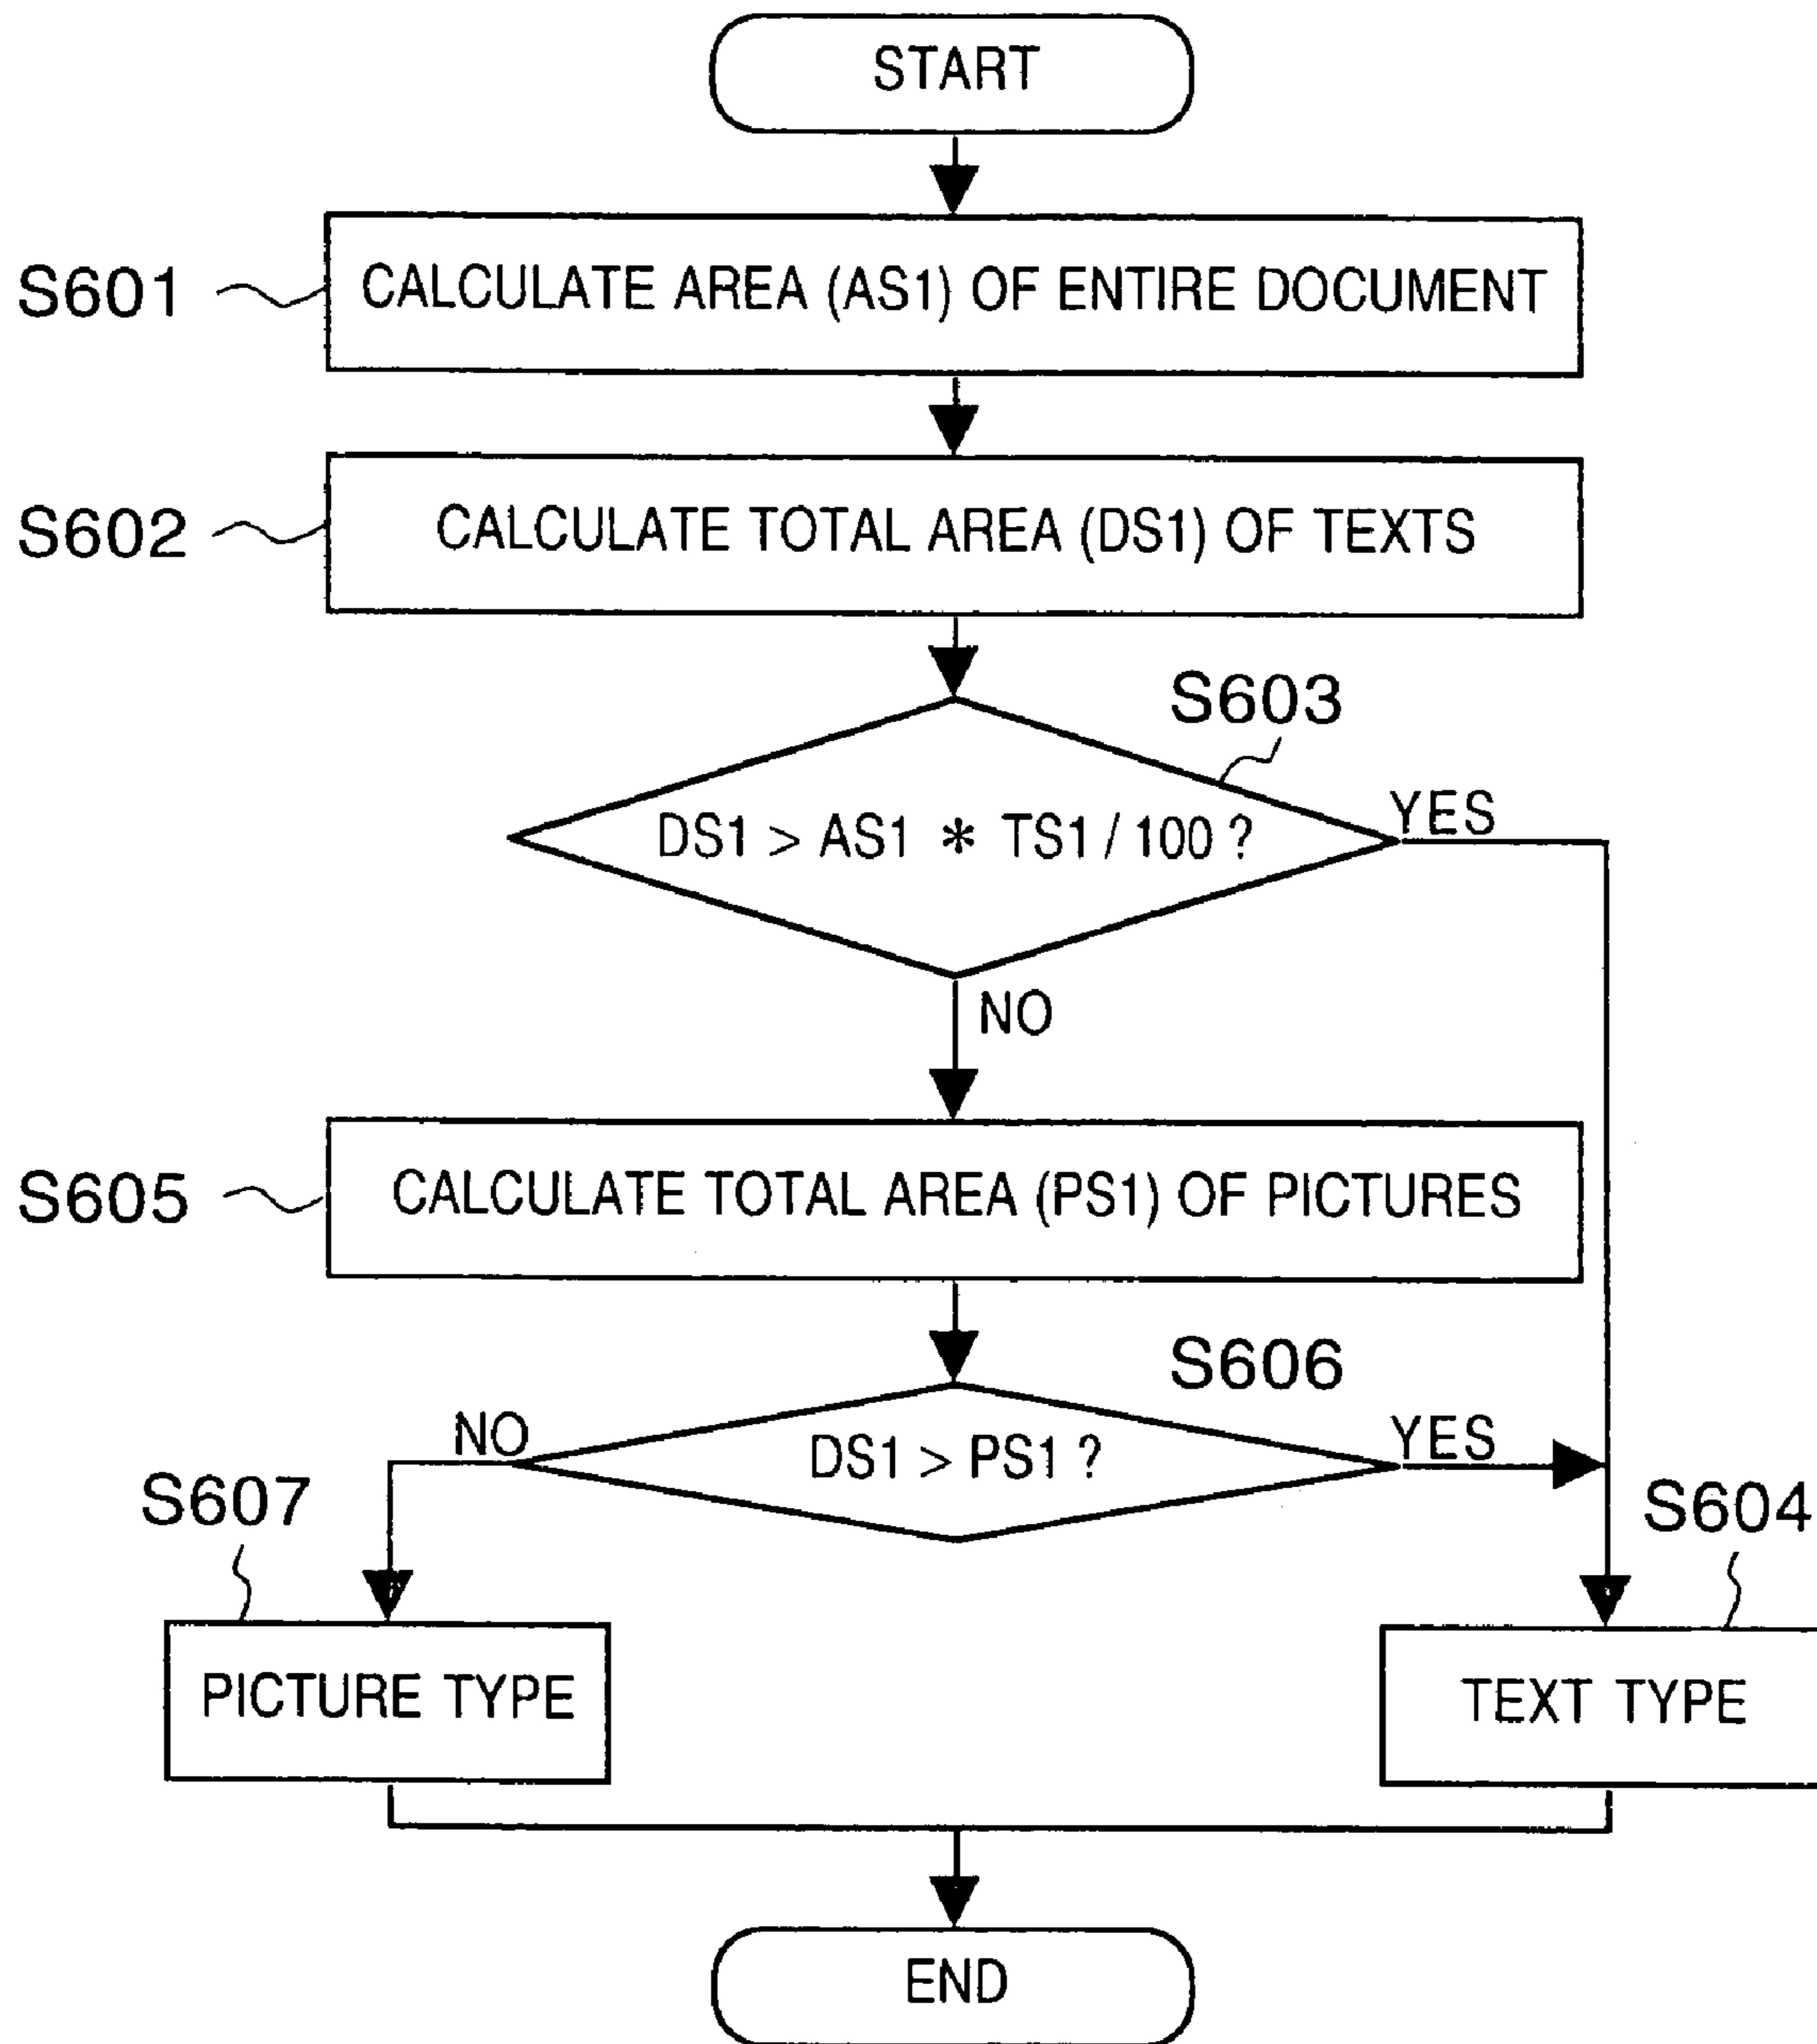 START
S601
CALCULATE AREA (AS1) OF ENTIRE DOCUMENT
S602
CALCULATE TOTAL AREA (DS1) OF TEXTS
S603
DS1 > AS1 * TS1 / 100 ?
YES
NO
S605
CALCULATE TOTAL AREA (PS1) OF PICTURES
S606
NO
DS1 > PS1 ?
YES
S607
S604
PICTURE TYPE
TEXT TYPE
END